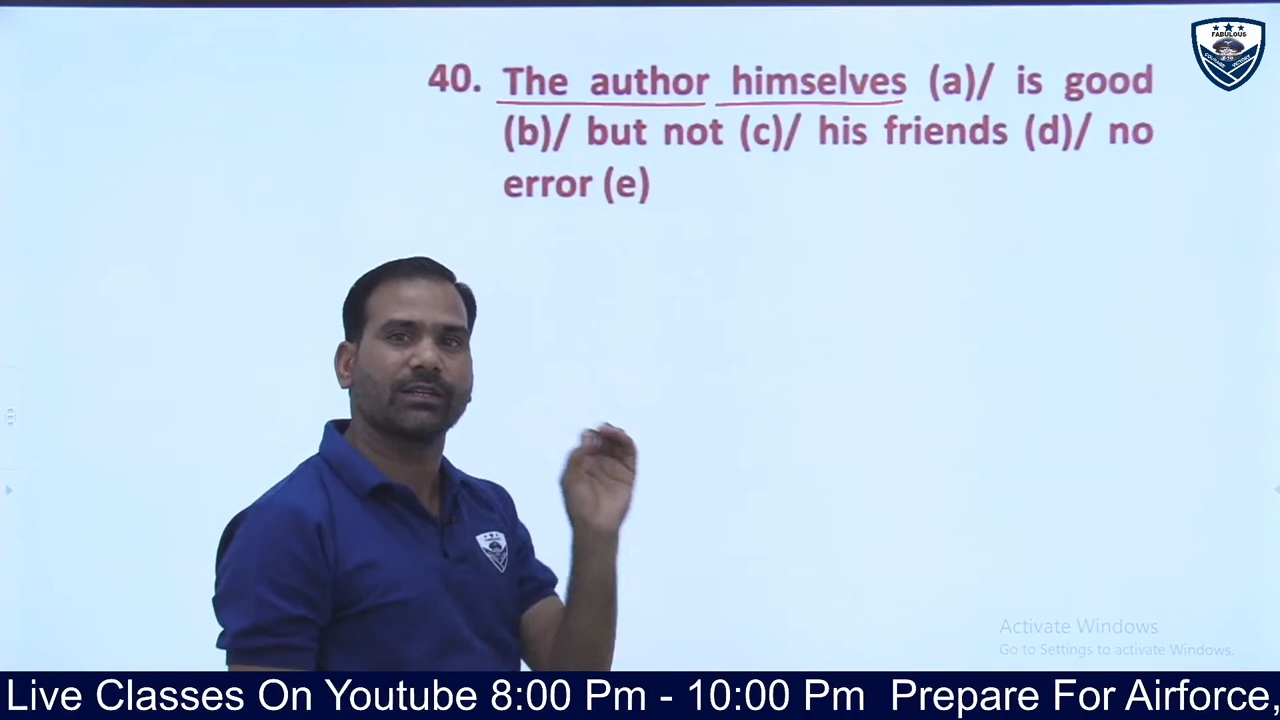 FABULOUS
40. The author himselves (a)/ is good
(b)/ but not (c)/ his friends (d)/ no
error (e)
Activate Windows
Go to Settings to activate Windows.
Live Classes On Youtube 8:00 Pm - 10:00 Pm Prepare For Airforce,